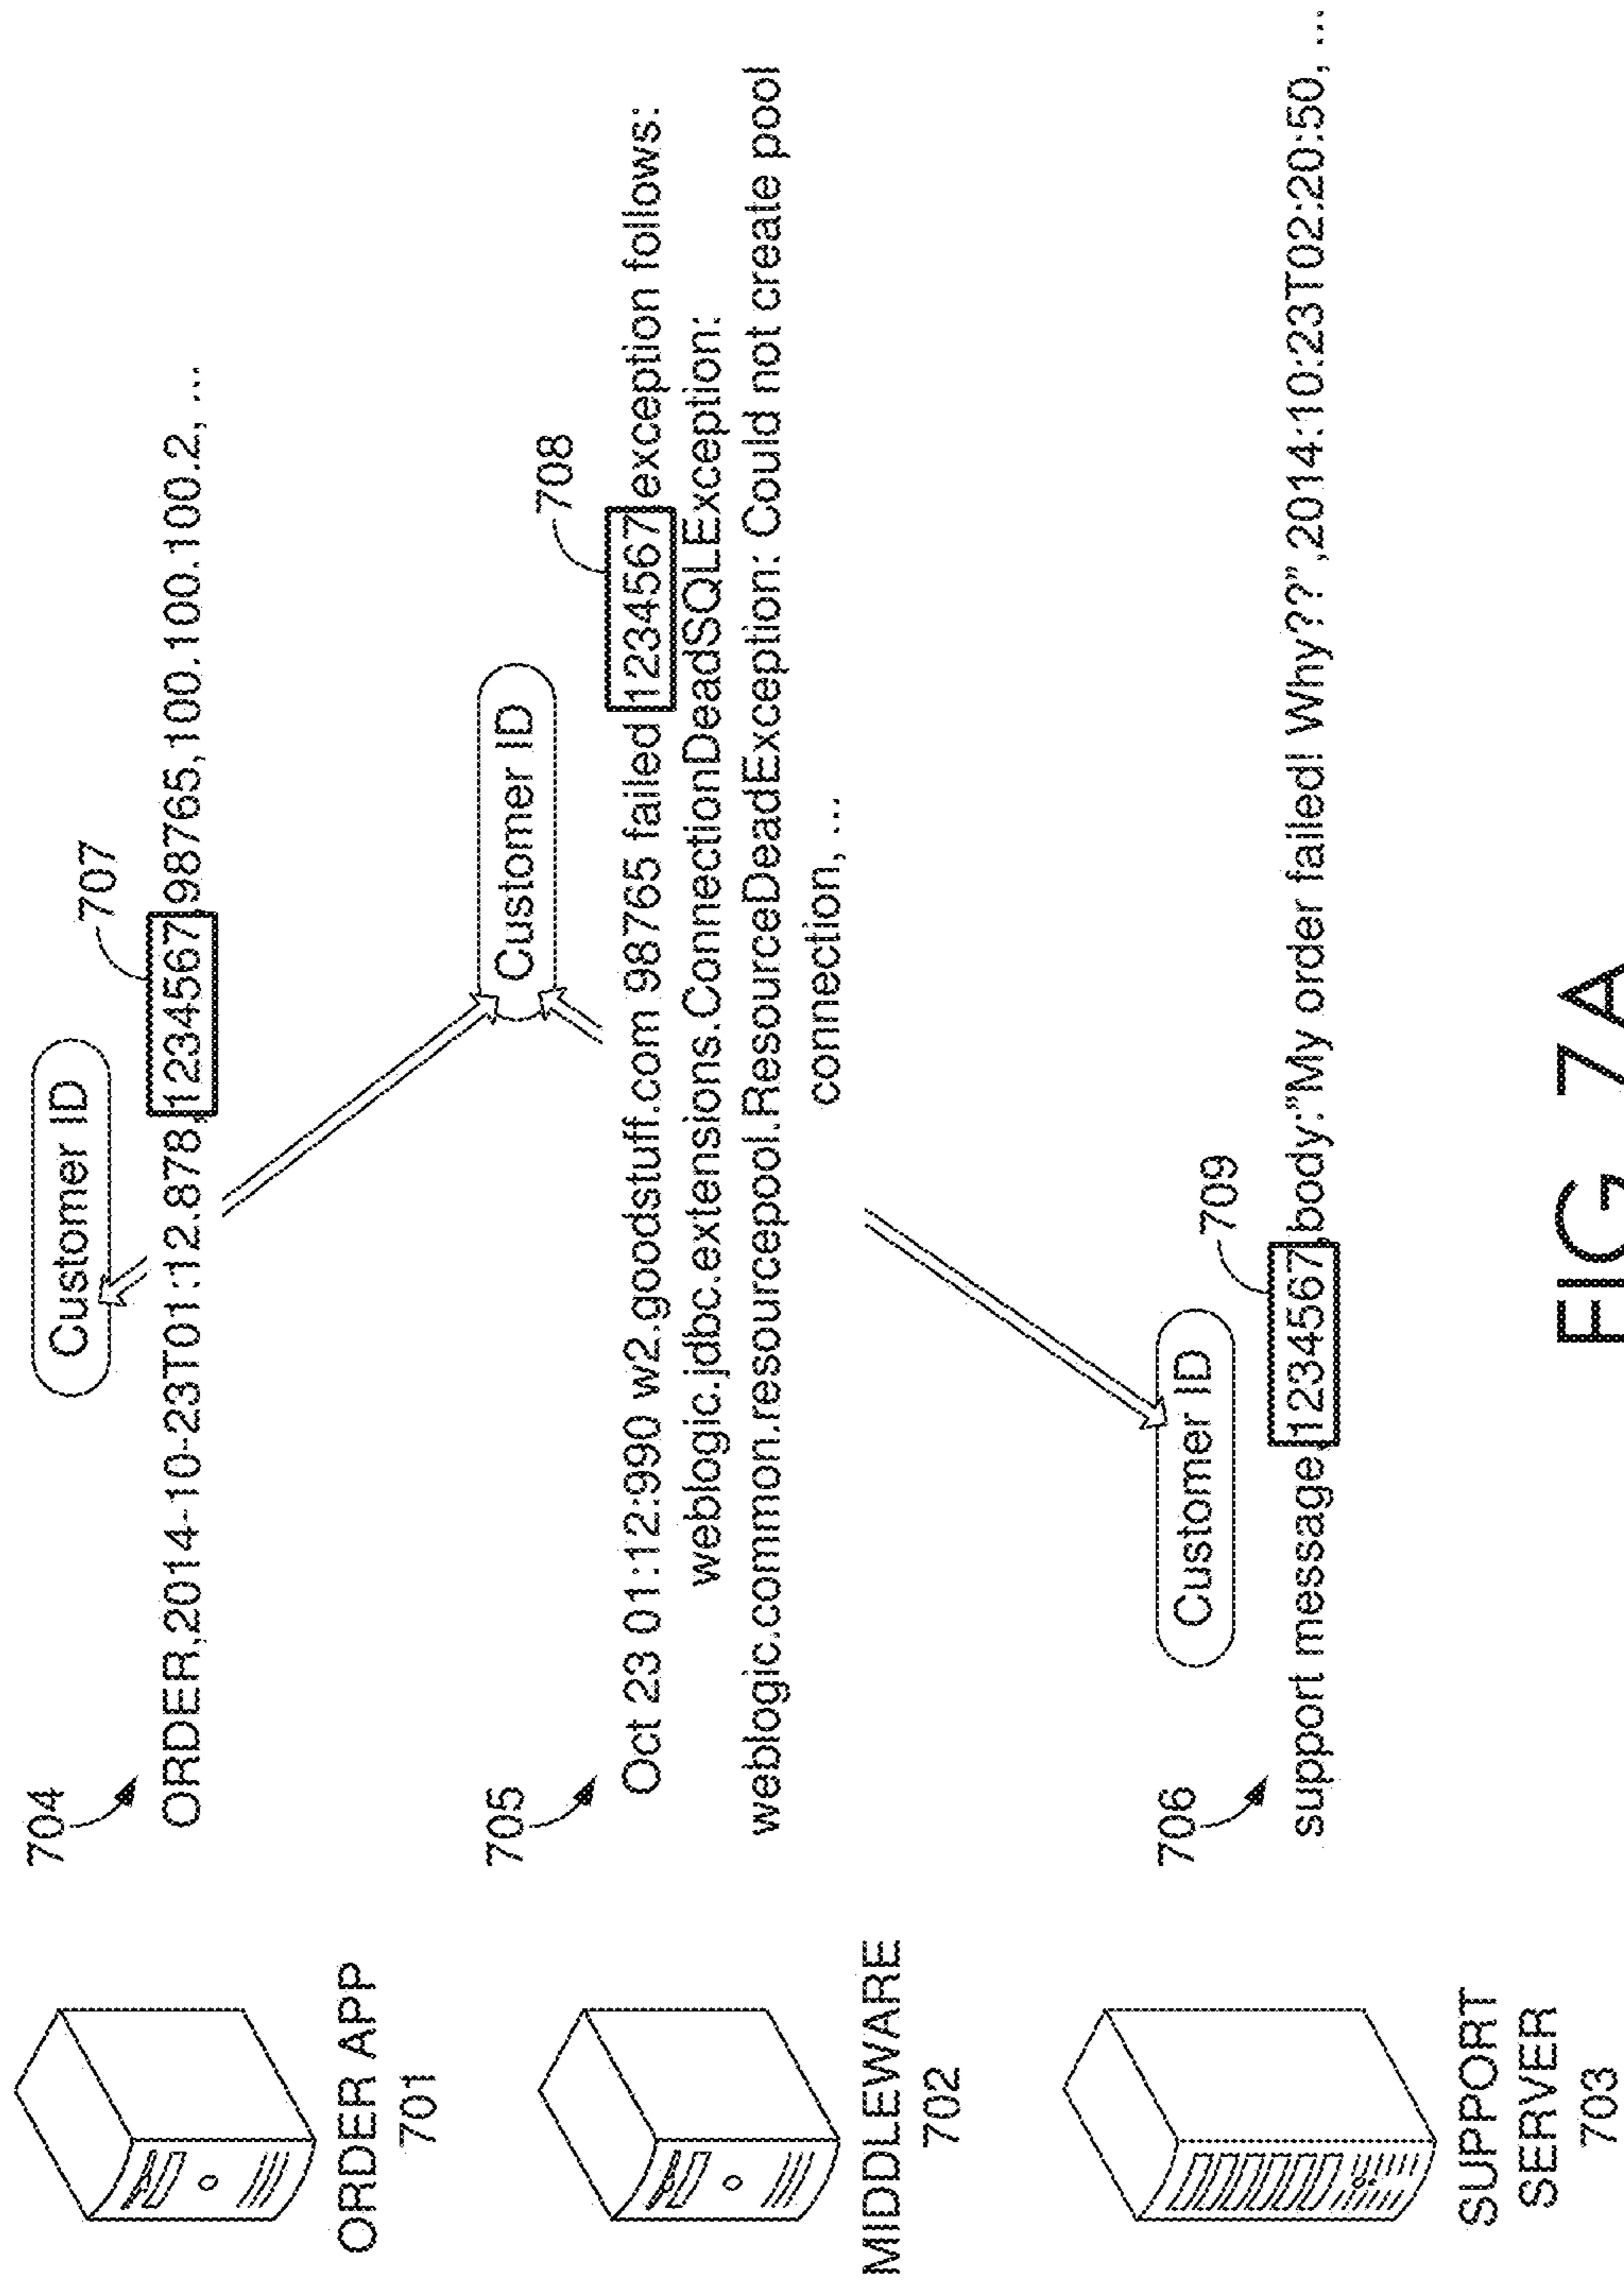 704
Customer ID
707
ORDER,2014-10-23T01:12.878,1234567,98765,100.100.100.2, ...
ORDER APP
701
705
Customer ID
708
Oct 23 01:12:990 w2.goodstuff.com 98765 failed 1234567 exception follows:
weblogic.jdbc.extensions.ConnectionDeadSQLException:
weblogic.common.resourcepool.ResourceDeadException: Could not create pool
connection, ...
MIDDLEWARE
702
706
Customer ID
709
support message,1234567,body:"My order failed! Why??",2014:10:23T02:20:50, ...
SUPPORT
SERVER
703
FIG 7A